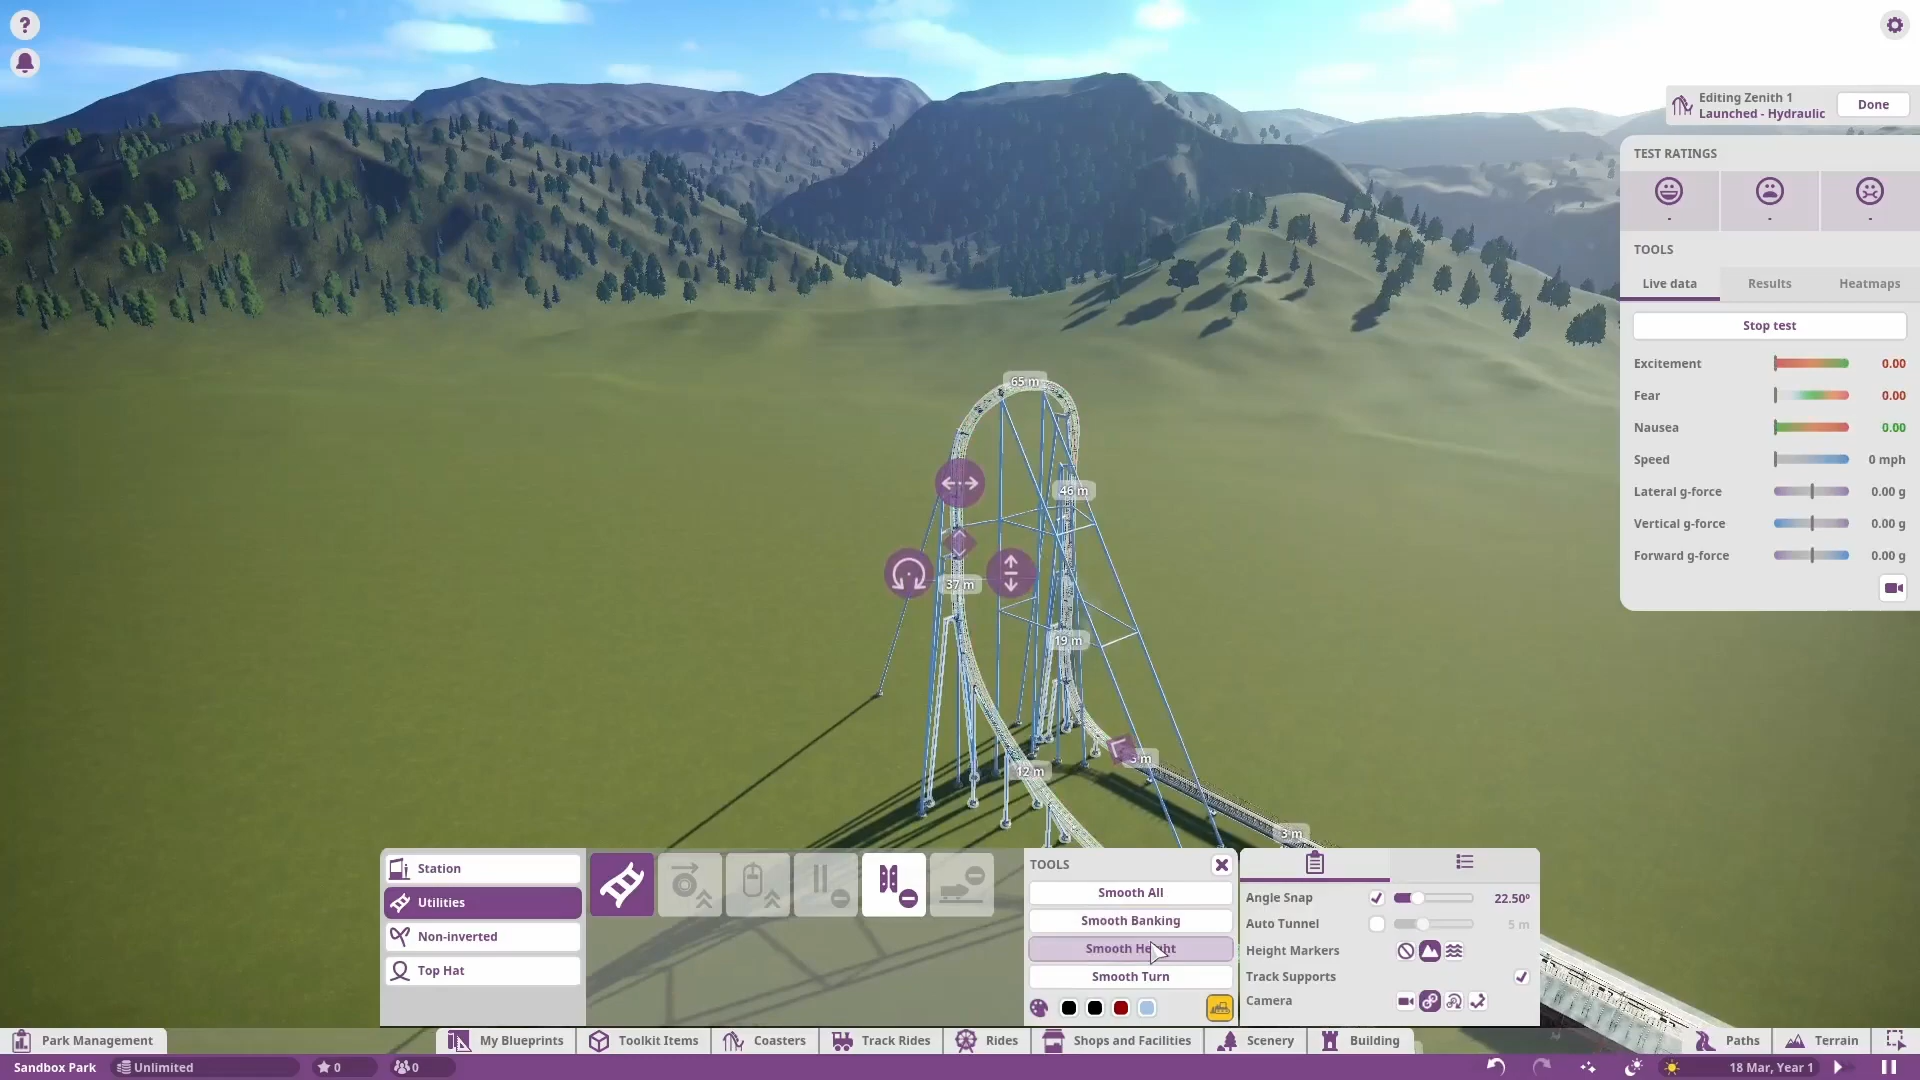 ?
Editing Zenith 1
Launched - Hydraulic
Done
TEST RATINGS
- - -
TOOLS
Live data Results Heatmaps
Stop test
Excitement 0.00
Fear 0.00
Nausea 0.00
Speed 0 mph
Lateral g-force 0.00 g
Vertical g-force 0.00 g
Forward g-force 0.00 g
65 m
46 m
37 m
19 m
12 m
3 m
Station
Utilities
Non-inverted
Top Hat
TOOLS
Smooth All
Smooth Banking
Smooth Height
Smooth Turn
Angle Snap 22.50°
Auto Tunnel 5 m
Height Markers
Track Supports
Camera
Park Management My Blueprints Toolkit Items Coasters Track Rides Rides Shops and Facilities Scenery Building Paths Terrain
Sandbox Park Unlimited 0 0 18 Mar, Year 1